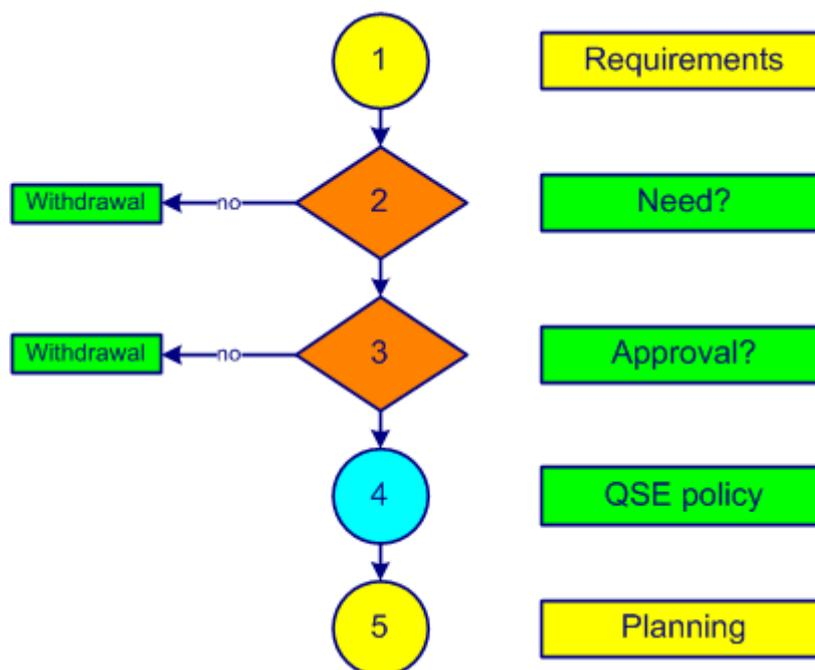 1 Requirements
Withdrawal no 2 Need?
Withdrawal no 3 Approval?
4 QSE policy
5 Planning